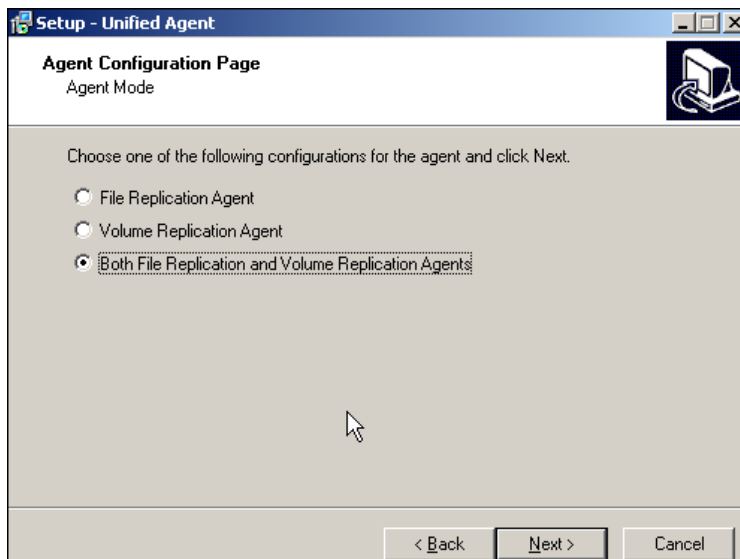 Setup - Unified Agent
Agent Configuration Page
Agent Mode
Choose one of the following configurations for the agent and click Next.
File Replication Agent
Volume Replication Agent
Both File Replication and Volume Replication Agents
< Back
Next >
Cancel